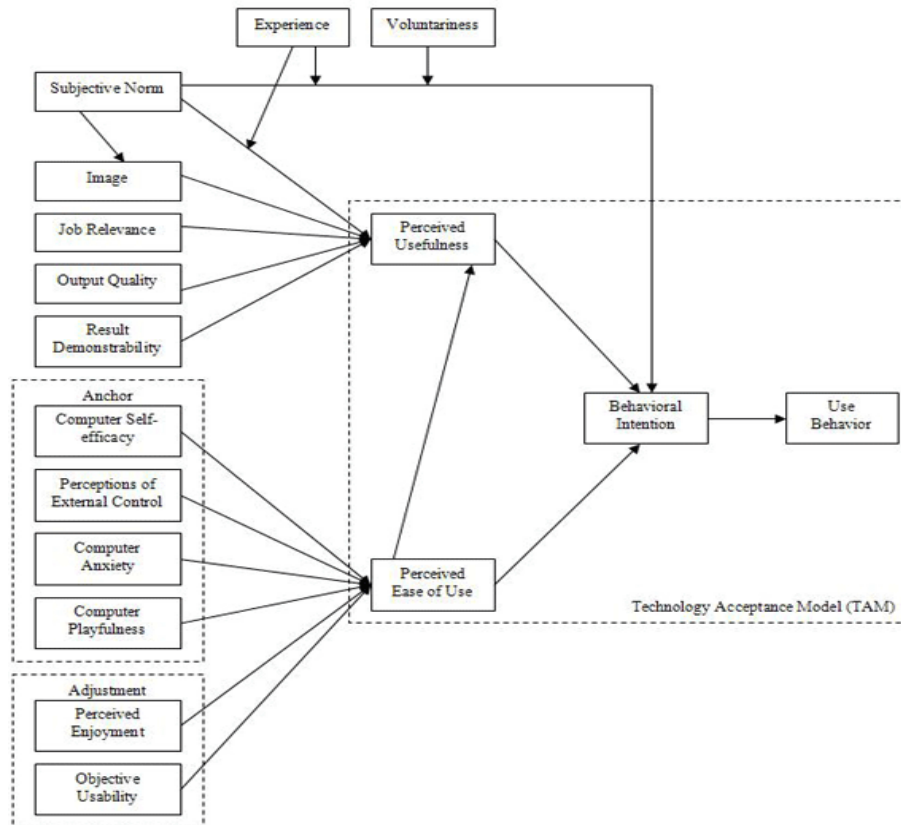 Experience
Voluntariness
Subjective Norm
Image
Job Relevance
Perceived
Usefulness
Output Quality
Result
Demonstrability
Anchor
Computer Self-
efficacy
Behavioral
Intention
Use
Behavior
Perceptions of
External Control
Computer
Anxiety
Perceived
Ease of Use
Computer
Playfulness
Technology Acceptance Model (TAM)
Adjustment
Perceived
Enjoyment
Objective
Usability